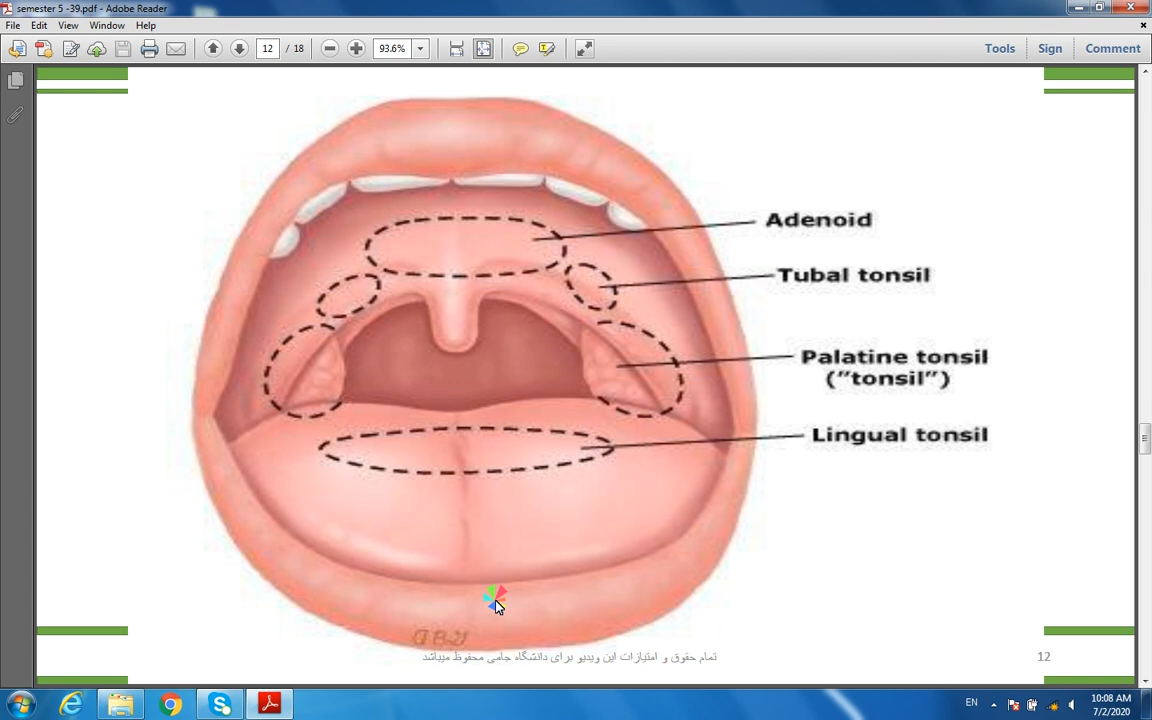 semester 5 -39.pdf - Adobe Reader
File Edit View Window Help
12 / 18 93.6% Tools Sign Comment
Adenoid
Tubal tonsil
Palatine tonsil
("tonsil")
Lingual tonsil
تمام حقوق و امتیازات این ویدیو برای دانشگاه جامی محفوظ میباشد
12
EN 10:08 AM
7/2/2020